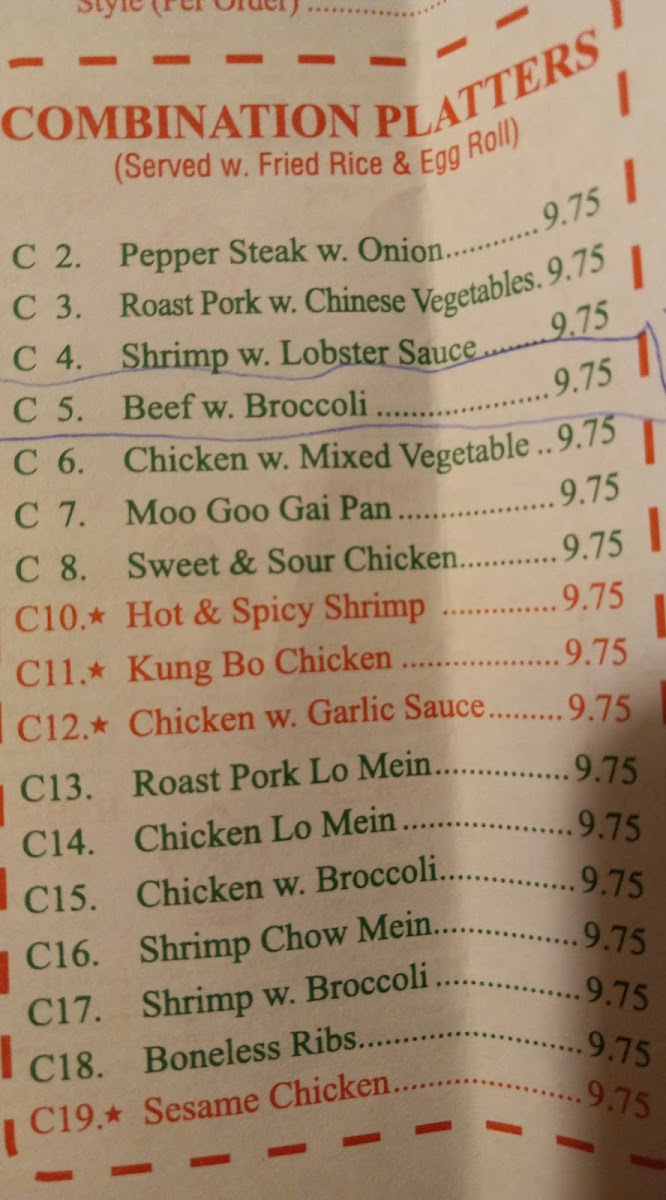 Style (Per Order)..................
COMBINATION PLATTERS
(Served w. Fried Rice & Egg Roll)
C 2. Pepper Steak w. Onion............9.75
C 3. Roast Pork w. Chinese Vegetables.9.75
C 4. Shrimp w. Lobster Sauce.........9.75
C 5. Beef w. Broccoli.....................9.75
C 6. Chicken w. Mixed Vegetable..9.75
C 7. Moo Goo Gai Pan...................9.75
C 8. Sweet & Sour Chicken............9.75
C10.★ Hot & Spicy Shrimp .............9.75
C11.★ Kung Bo Chicken ..................9.75
C12.★ Chicken w. Garlic Sauce.........9.75
C13. Roast Pork Lo Mein................9.75
C14. Chicken Lo Mein...................9.75
C15. Chicken w. Broccoli...............9.75
C16. Shrimp Chow Mein................9.75
C17. Shrimp w. Broccoli................9.75
C18. Boneless Ribs.........................9.75
C19.★ Sesame Chicken.....................9.75